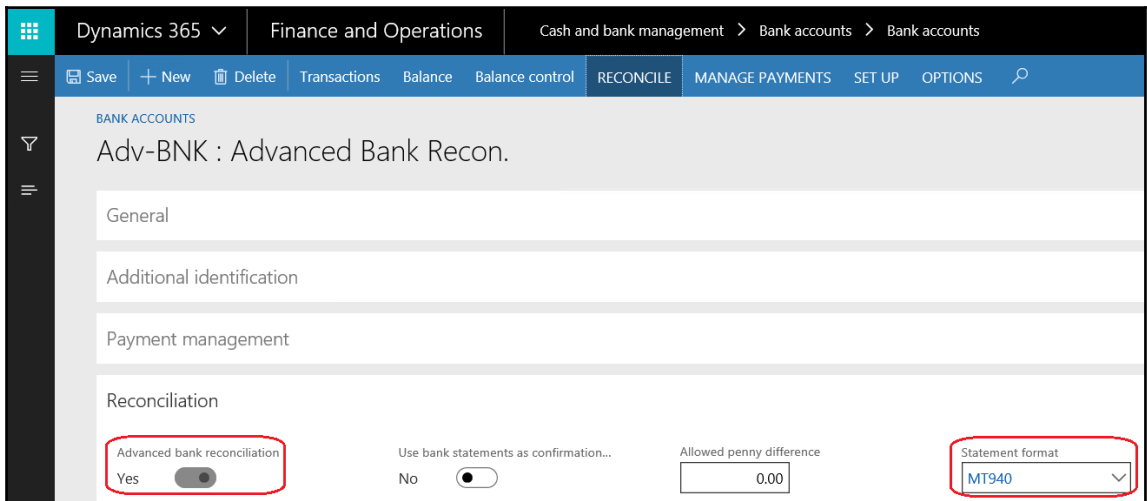 Dynamics 365 Finance and Operations Cash and bank management > Bank accounts > Bank accounts
Save + New Delete Transactions Balance Balance control RECONCILE MANAGE PAYMENTS SET UP OPTIONS
BANK ACCOUNTS
Adv-BNK : Advanced Bank Recon.
General
Additional identification
Payment management
Reconciliation
Advanced bank reconciliation Use bank statements as confirmation... Allowed penny difference Statement format
Yes No 0.00 MT940